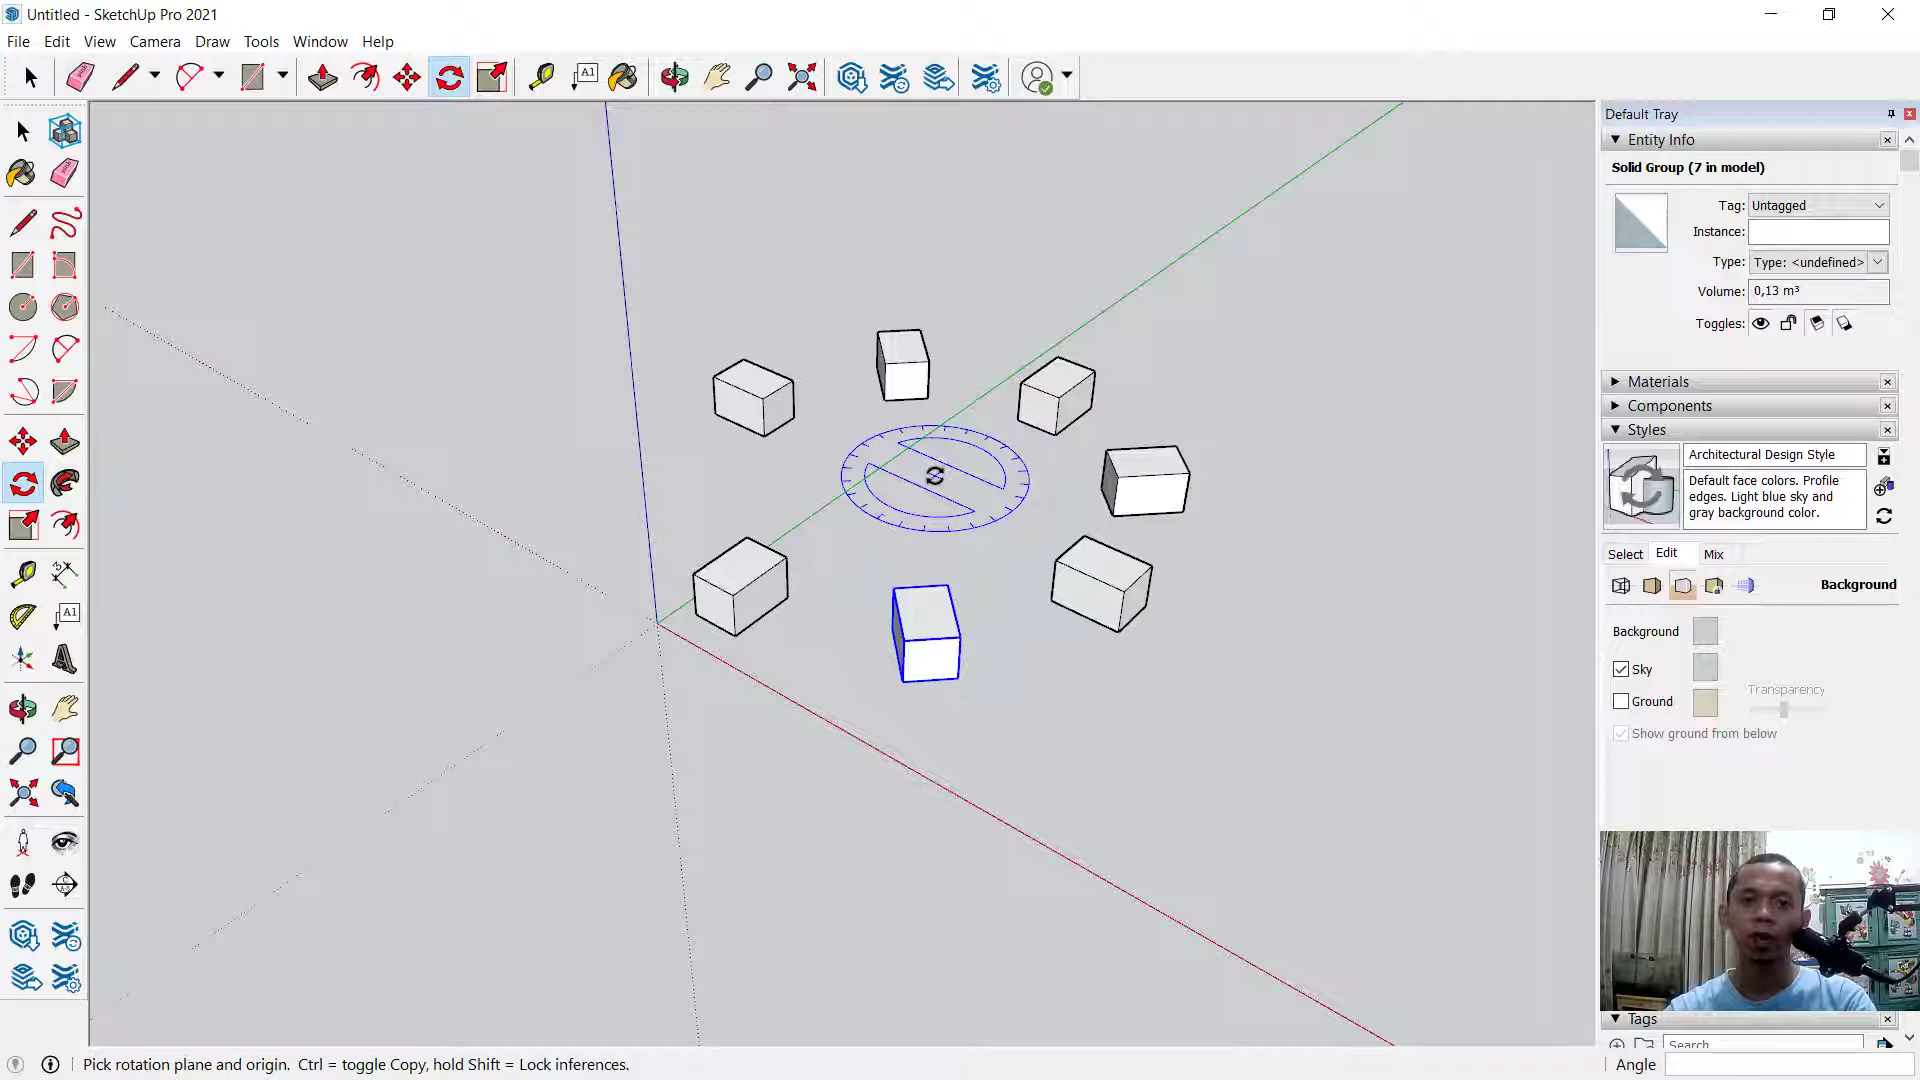 Untitled - SketchUp Pro 2021
File Edit View Camera Draw Tools Window Help
A1
Default Tray
Entity Info
Solid Group (7 in model)
Tag: Untagged
Instance:
Type: Type: <undefined>
Volume: 0,13 m³
Toggles:
Materials
Components
Styles
Architectural Design Style
Default face colors. Profile
edges. Light blue sky and
gray background color.
Select Edit Mix
Background
Background
Sky
Ground
Transparency
Show ground from below
A1
Tags
Search
Pick rotation plane and origin. Ctrl = toggle Copy, hold Shift = Lock inferences.
Angle